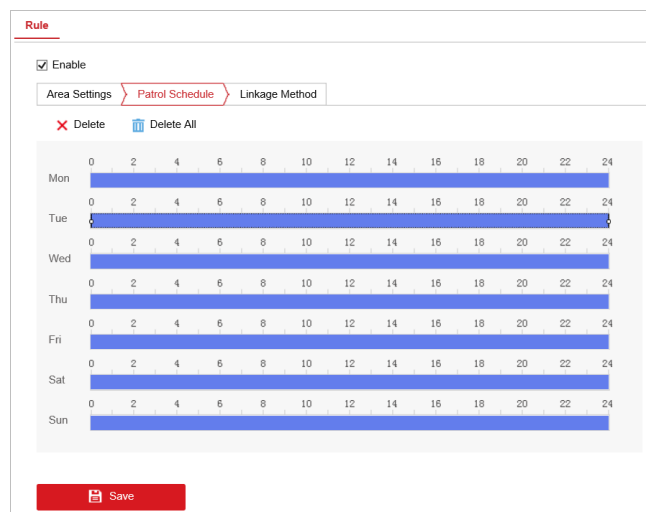 Rule
Enable
Area Settings Patrol Schedule Linkage Method
Delete Delete All
0 2 4 6 8 10 12 14 16 18 20 22 24
Mon
0 2 4 6 8 10 12 14 16 18 20 22 24
Tue
0 2 4 6 8 10 12 14 16 18 20 22 24
Wed
0 2 4 6 8 10 12 14 16 18 20 22 24
Thu
0 2 4 6 8 10 12 14 16 18 20 22 24
Fri
0 2 4 6 8 10 12 14 16 18 20 22 24
Sat
0 2 4 6 8 10 12 14 16 18 20 22 24
Sun
Save